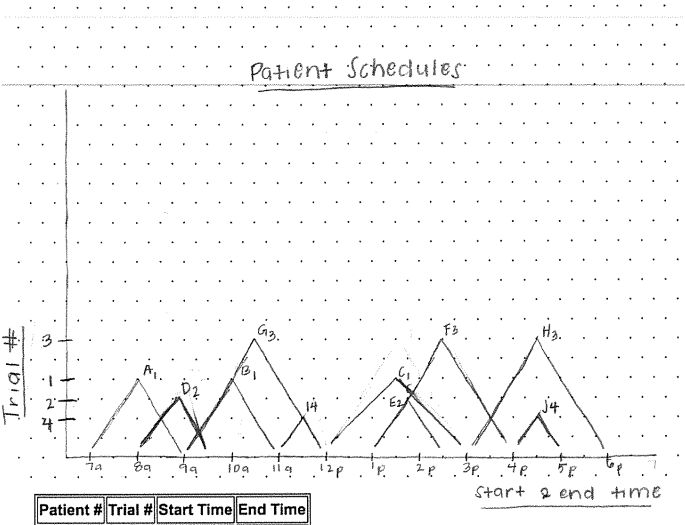 Patient Schedules
G3.
F3
H3.
3
A1.
B1
C1
1
D2
E2
2
I4
J4
4
Trial #
7a 8a 9a 10a 11a 12p 1p 2p 3p 4p 5p 6p 7
Start & end time
Patient # Trial # Start Time End Time